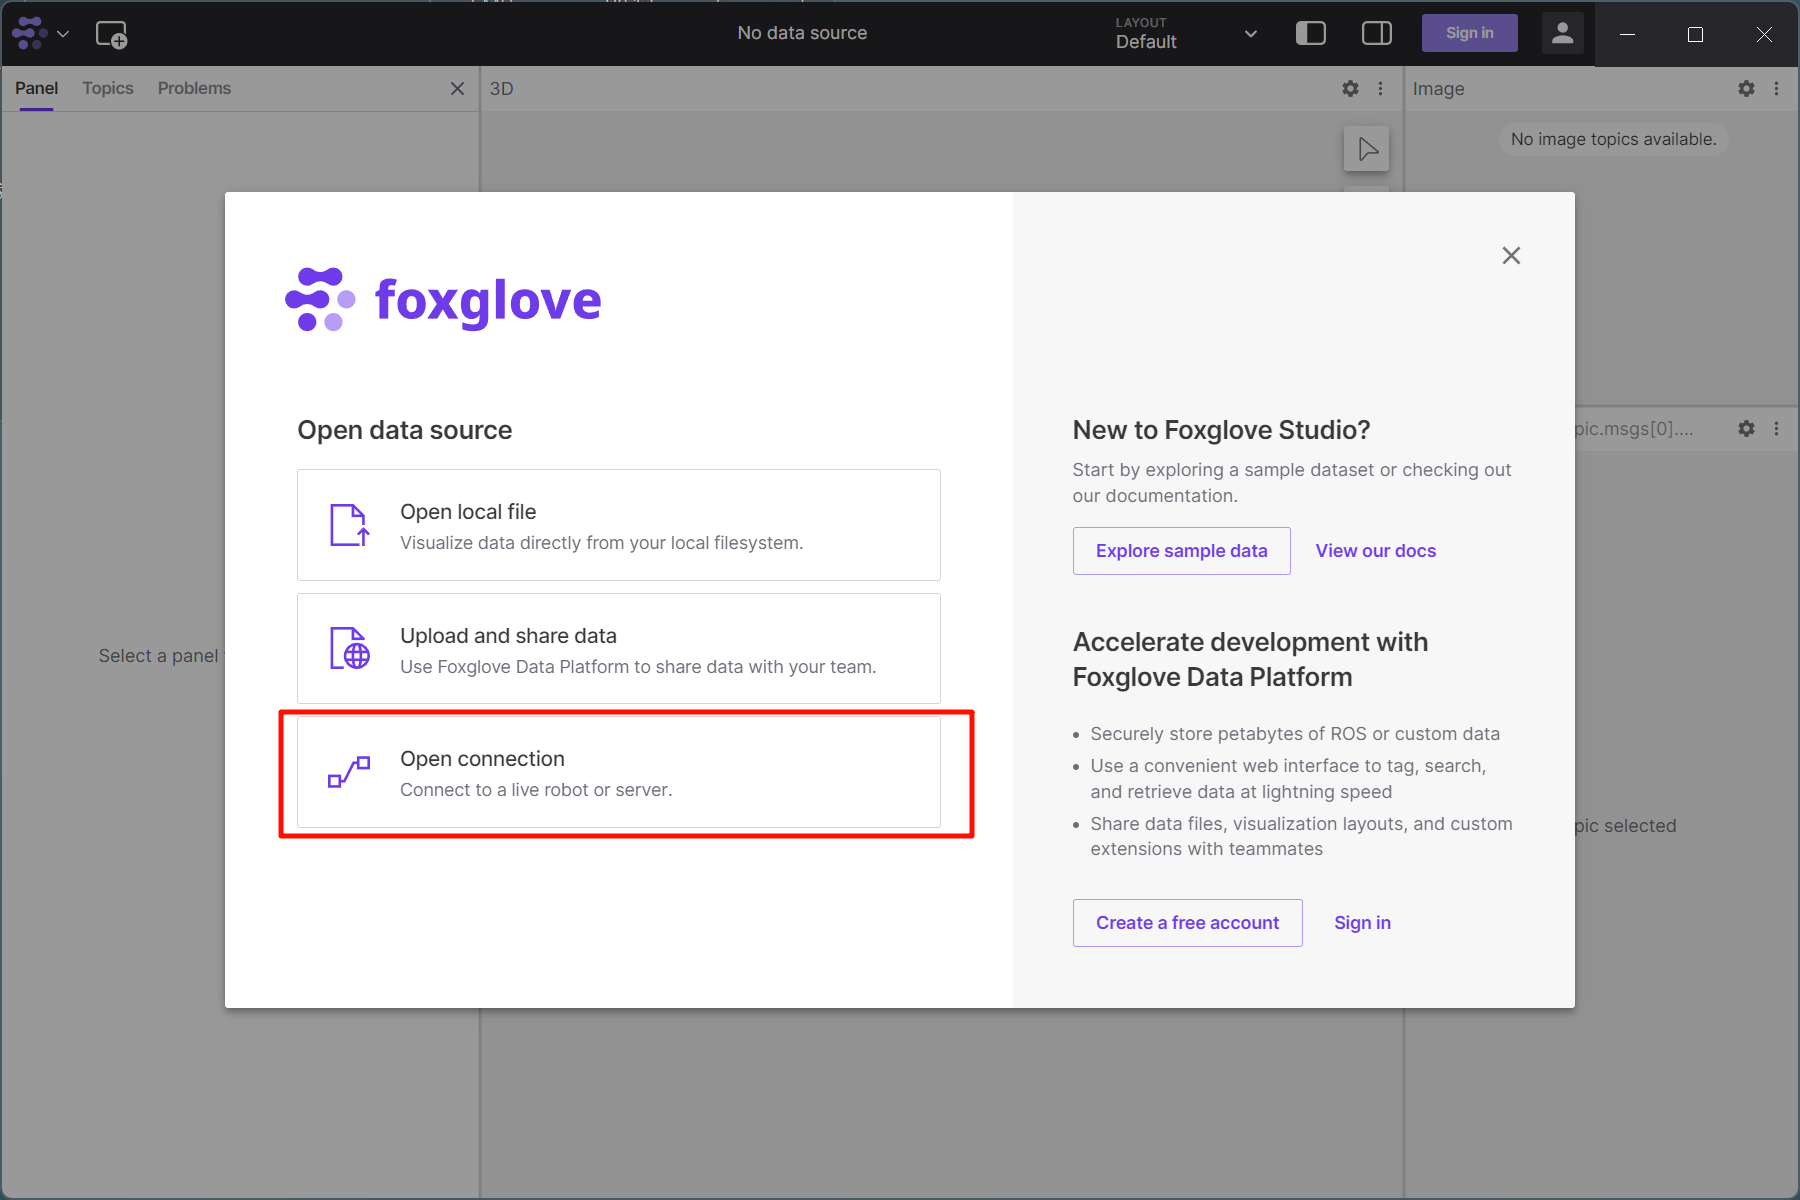 No data source
LAYOUT
Default
Sign in
Panel
Topics
Problems
3D
Image
No image topics available.
foxglove
Open data source
Open local file
Visualize data directly from your local filesystem.
Upload and share data
Use Foxglove Data Platform to share data with your team.
Open connection
Connect to a live robot or server.
New to Foxglove Studio?
Start by exploring a sample dataset or checking out
our documentation.
Explore sample data
View our docs
Accelerate development with
Foxglove Data Platform
• Securely store petabytes of ROS or custom data
• Use a convenient web interface to tag, search,
and retrieve data at lightning speed
• Share data files, visualization layouts, and custom
extensions with teammates
Create a free account
Sign in
Select a panel
pic.msgs[0]....
pic selected